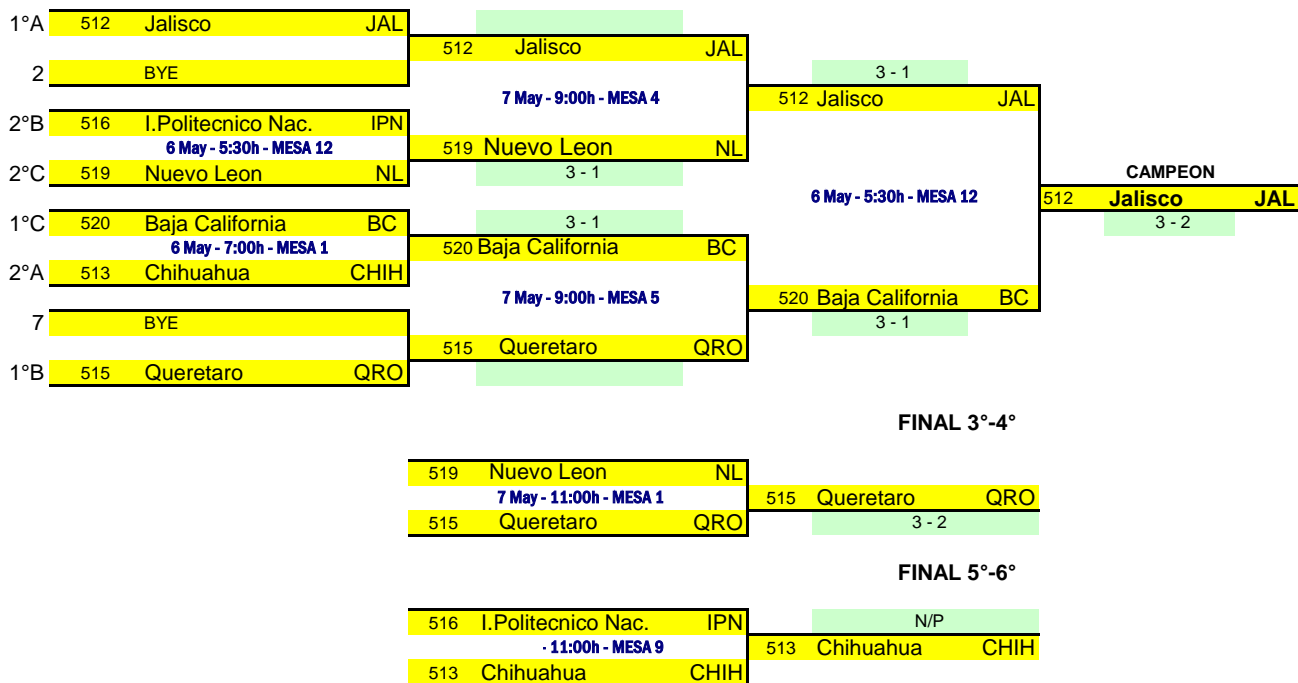 1°A 512 Jalisco JAL
512 Jalisco JAL
2 BYE
3 - 1
7 May - 9:00h - MESA 4
512 Jalisco JAL
2°B 516 I.Politecnico Nac. IPN
6 May - 5:30h - MESA 12
519 Nuevo Leon NL
2°C 519 Nuevo Leon NL
3 - 1
CAMPEON
6 May - 5:30h - MESA 12
512 Jalisco JAL
1°C 520 Baja California BC
3 - 1
3 - 2
6 May - 7:00h - MESA 1
520 Baja California BC
2°A 513 Chihuahua CHIH
7 May - 9:00h - MESA 5
520 Baja California BC
7 BYE
3 - 1
515 Queretaro QRO
1°B 515 Queretaro QRO
FINAL 3°-4°
519 Nuevo Leon NL
7 May - 11:00h - MESA 1
515 Queretaro QRO
515 Queretaro QRO
3 - 2
FINAL 5°-6°
516 I.Politecnico Nac. IPN
N/P
- 11:00h - MESA 9
513 Chihuahua CHIH
513 Chihuahua CHIH